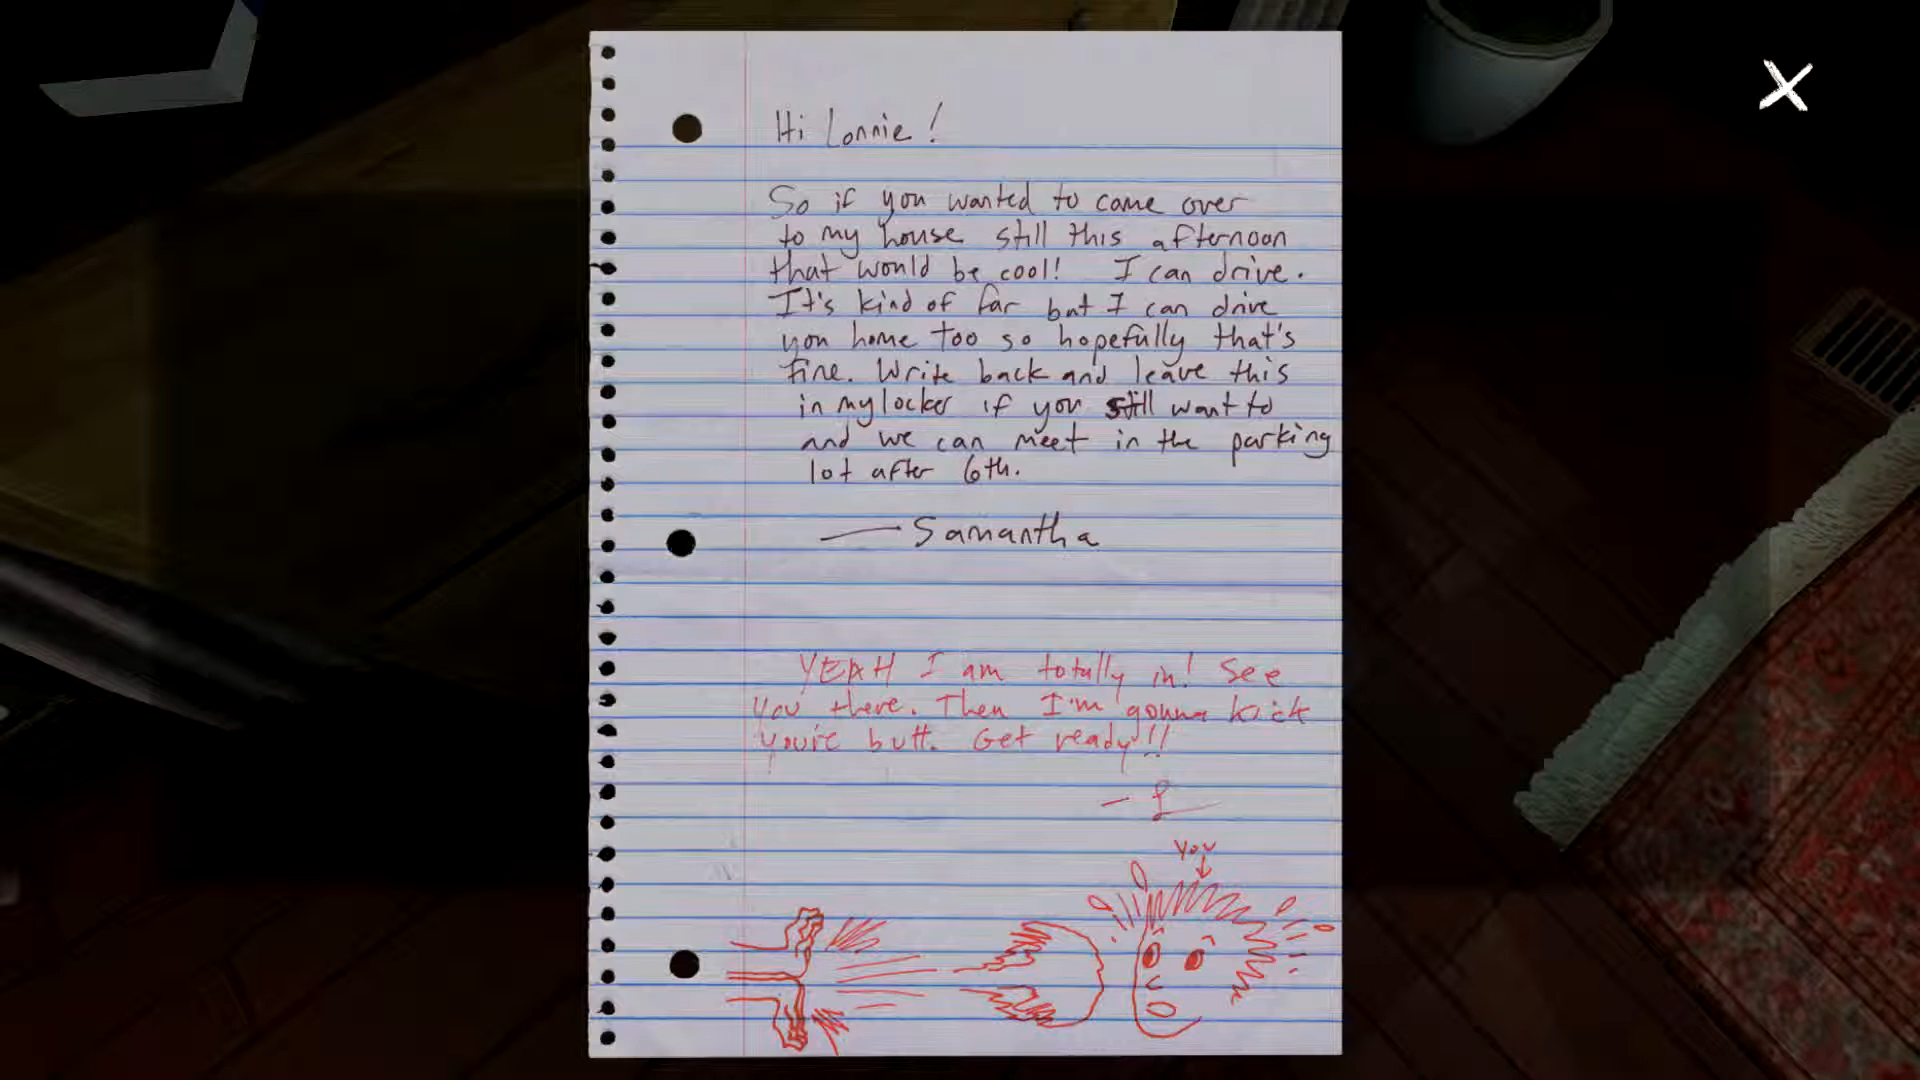 Hi Lonnie!
So if you wanted to come over
to my house still this afternoon
that would be cool! I can drive.
It's kind of far but I can drive
you home too so hopefully that's
fine. Write back and leave this
in my locker if you still want to
and we can meet in the parking
lot after 6th.
— Samantha
YEAH I am totally in! See
you there. Then I'm gonna kick
you're butt. Get ready!!
— L
you